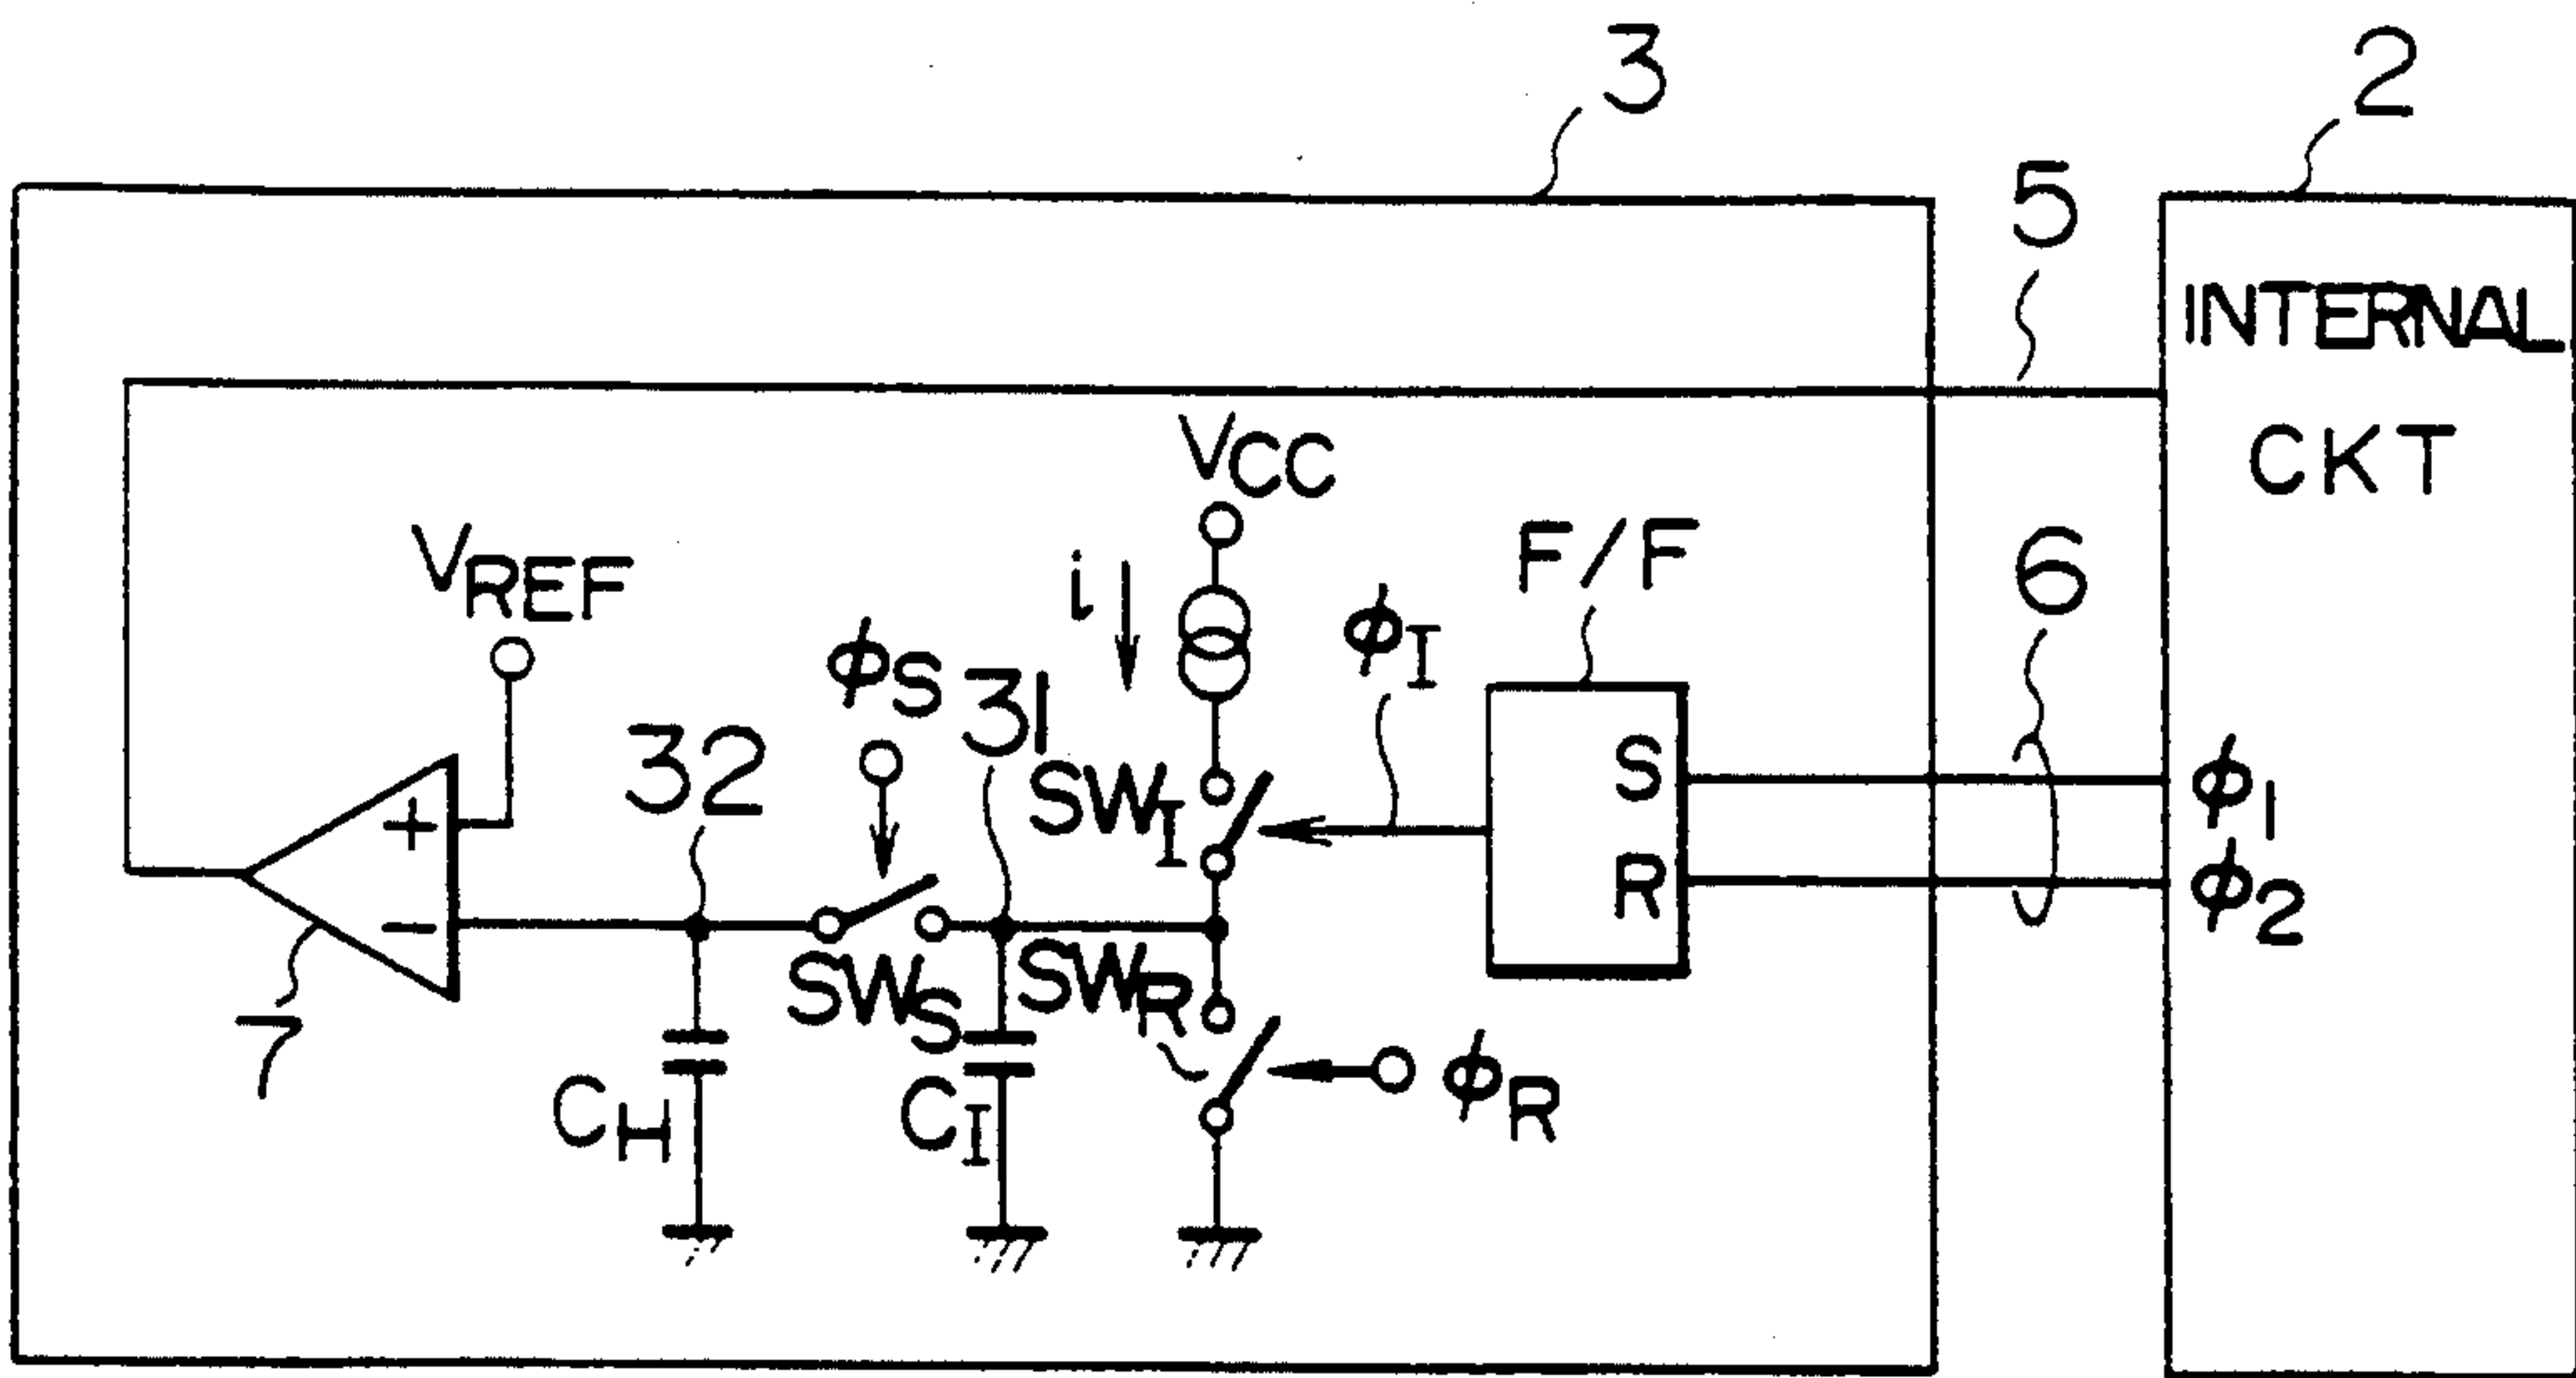 3
2
5
INTERNAL
CKT
VCC
VREF
i
F/F
6
ϕI
ϕS
31
32
SWI
S
R
ϕ1
ϕ2
+
−
SWS
SWR
7
CH
CI
ϕR